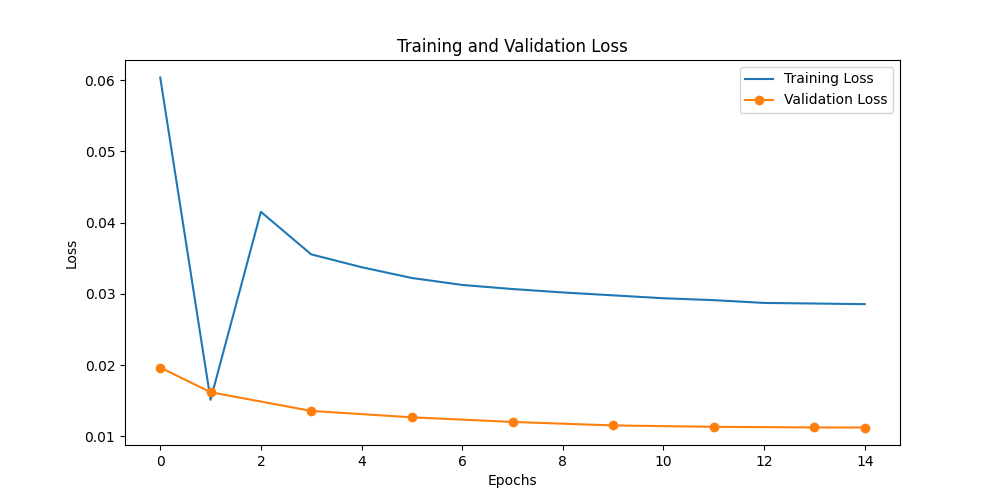 Training and Validation Loss
Training Loss
Validation Loss
0.06
0.05
0.04
0.03
0.02
0.01
Loss
0 2 4 6 8 10 12 14
Epochs